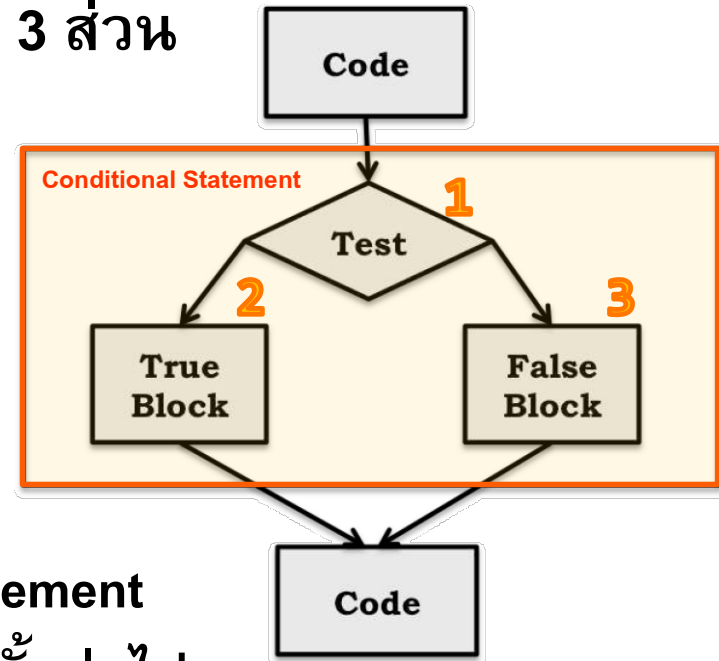 3 ส่วน
Code
Conditional Statement
1
Test
2
3
True
Block
False
Block
ement
Code